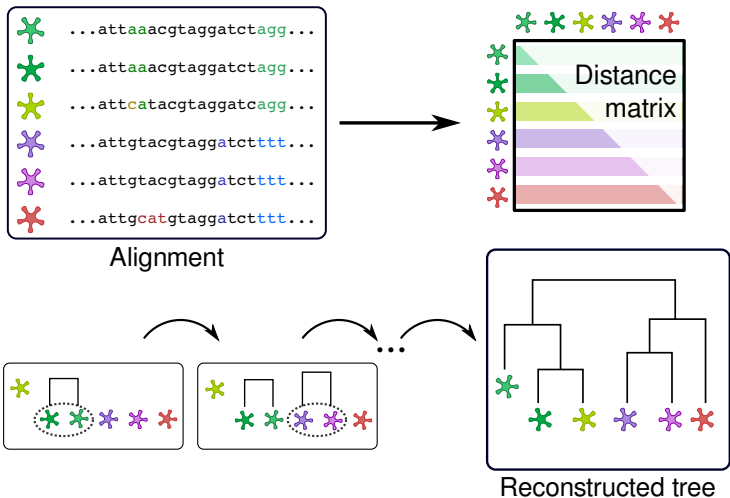 ...attaaacgtaggatctagg...
...attaaacgtaggatctagg...
...attcatacgtaggatcagg...
...attgtacgtaggatctttt...
...attgtacgtaggatctttt...
...attgcatgtaggatctttt...
Alignment
Distance
matrix
...
Reconstructed tree